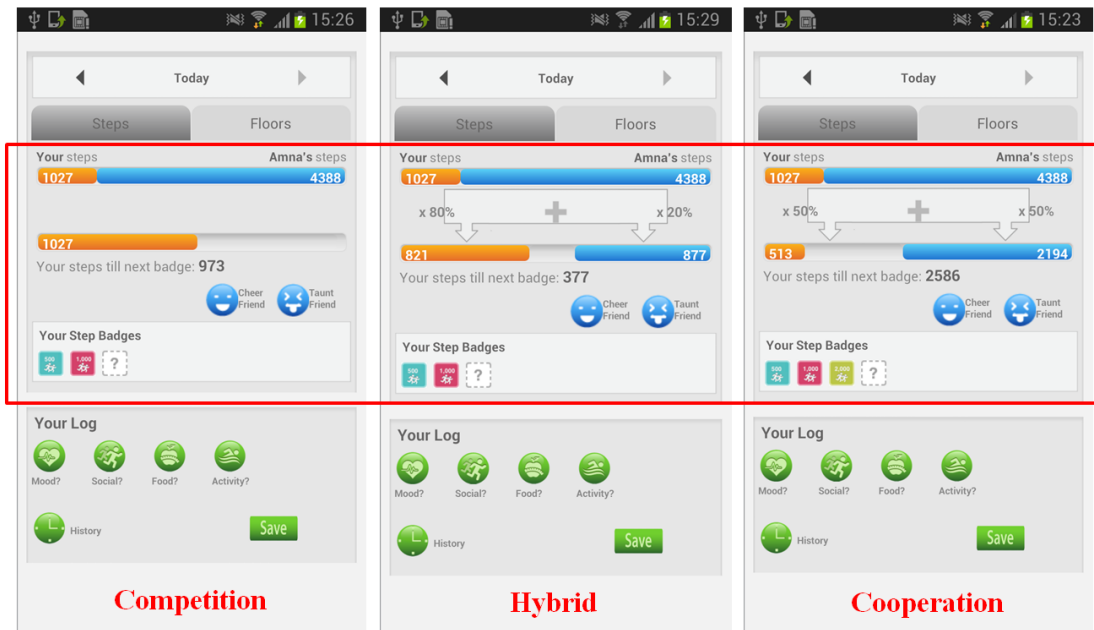 15:26
Today
Steps Floors
Your steps Amna's steps
1027 4388
1027
Your steps till next badge: 973
Cheer Friend Taunt Friend
Your Step Badges
500 1,000 ?
Your Log
Mood? Social? Food? Activity?
History Save
Competition
15:29
Today
Steps Floors
Your steps Amna's steps
1027 4388
x 80% + x 20%
821 877
Your steps till next badge: 377
Cheer Friend Taunt Friend
Your Step Badges
500 1,000 ?
Your Log
Mood? Social? Food? Activity?
History Save
Hybrid
15:23
Today
Steps Floors
Your steps Amna's steps
1027 4388
x 50% + x 50%
513 2194
Your steps till next badge: 2586
Cheer Friend Taunt Friend
Your Step Badges
500 1,000 2,000 ?
Your Log
Mood? Social? Food? Activity?
History Save
Cooperation